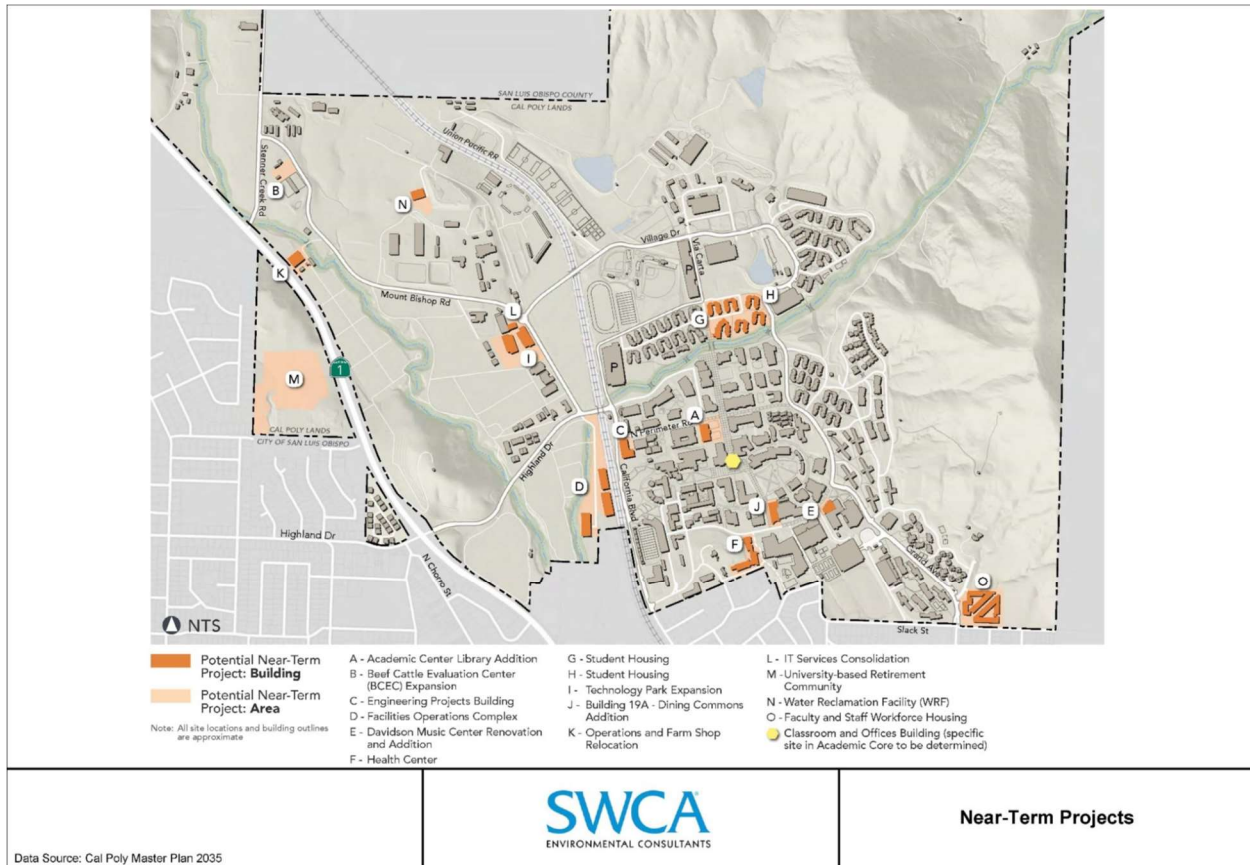 SAN LUIS OBISPO COUNTY
CAL POLY LANDS
Union Pacific RR
Stenner Creek Rd
B
N
Village Dr
Via Carta
P
K
Mount Bishop Rd
L
H
G
I
P
M
1
A
C
N Perimeter Rd
CAL POLY LANDS
CITY OF SAN LUIS OBISPO
Highland Dr
D
California Blvd
J
E
F
Highland Dr
N Chorro St
Grand Ave
O
Slack St
NTS
Potential Near-Term
Project: Building
Potential Near-Term
Project: Area
Note: All site locations and building outlines
are approximate
A - Academic Center Library Addition
B - Beef Cattle Evaluation Center
(BCEC) Expansion
C - Engineering Projects Building
D - Facilities Operations Complex
E - Davidson Music Center Renovation
and Addition
F - Health Center
G - Student Housing
H - Student Housing
I - Technology Park Expansion
J - Building 19A - Dining Commons
Addition
K - Operations and Farm Shop
Relocation
L - IT Services Consolidation
M - University-based Retirement
Community
N - Water Reclamation Facility (WRF)
O - Faculty and Staff Workforce Housing
Classroom and Offices Building (specific
site in Academic Core to be determined)
Data Source: Cal Poly Master Plan 2035
SWCA
ENVIRONMENTAL CONSULTANTS
Near-Term Projects